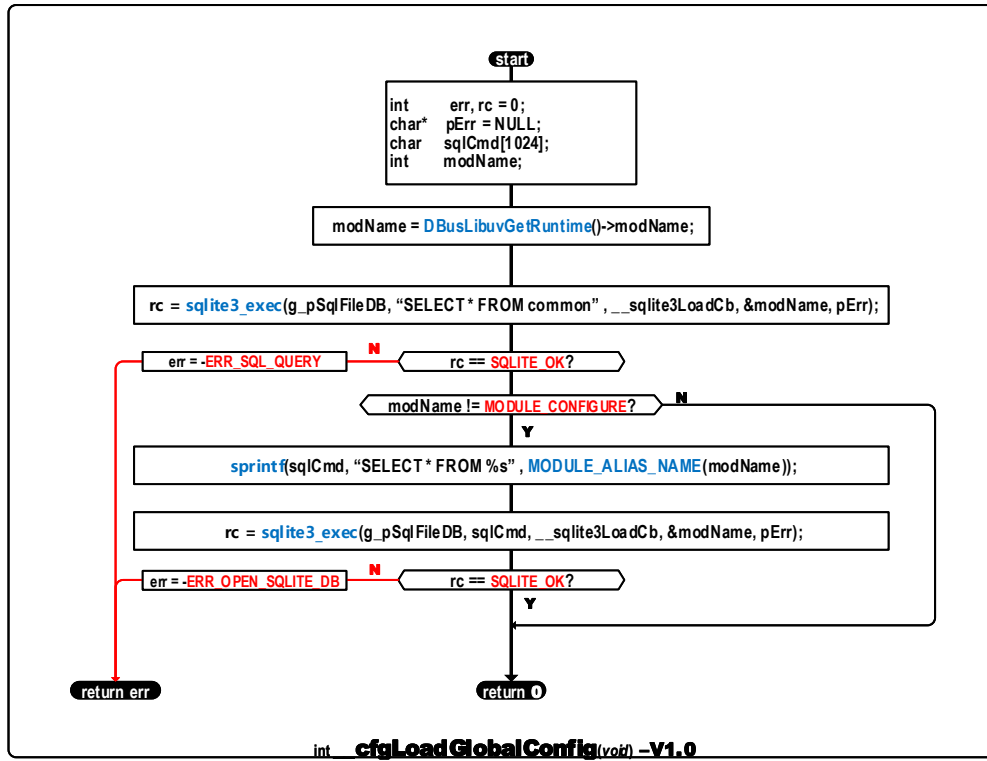 start
int err, rc = 0;
char* pErr = NULL;
char sqlCmd[1024];
int modName;
modName = DBusLibuvGetRuntime()->modName;
rc = sqlite3_exec(g_pSqlFileDB, “SELECT * FROM common” , __sqlite3LoadCb, &modName, pErr);
err = -ERR_SQL_QUERY
N
rc == SQLITE_OK?
modName != MODULE_CONFIGURE?
N
Y
sprintf(sqlCmd, “SELECT * FROM %s” , MODULE_ALIAS_NAME(modName));
rc = sqlite3_exec(g_pSqlFileDB, sqlCmd, __sqlite3LoadCb, &modName, pErr);
err = -ERR_OPEN_SQLITE_DB
N
rc == SQLITE_OK?
Y
return err
return 0
int __cfgLoadGlobalConfig(void) –V1.0